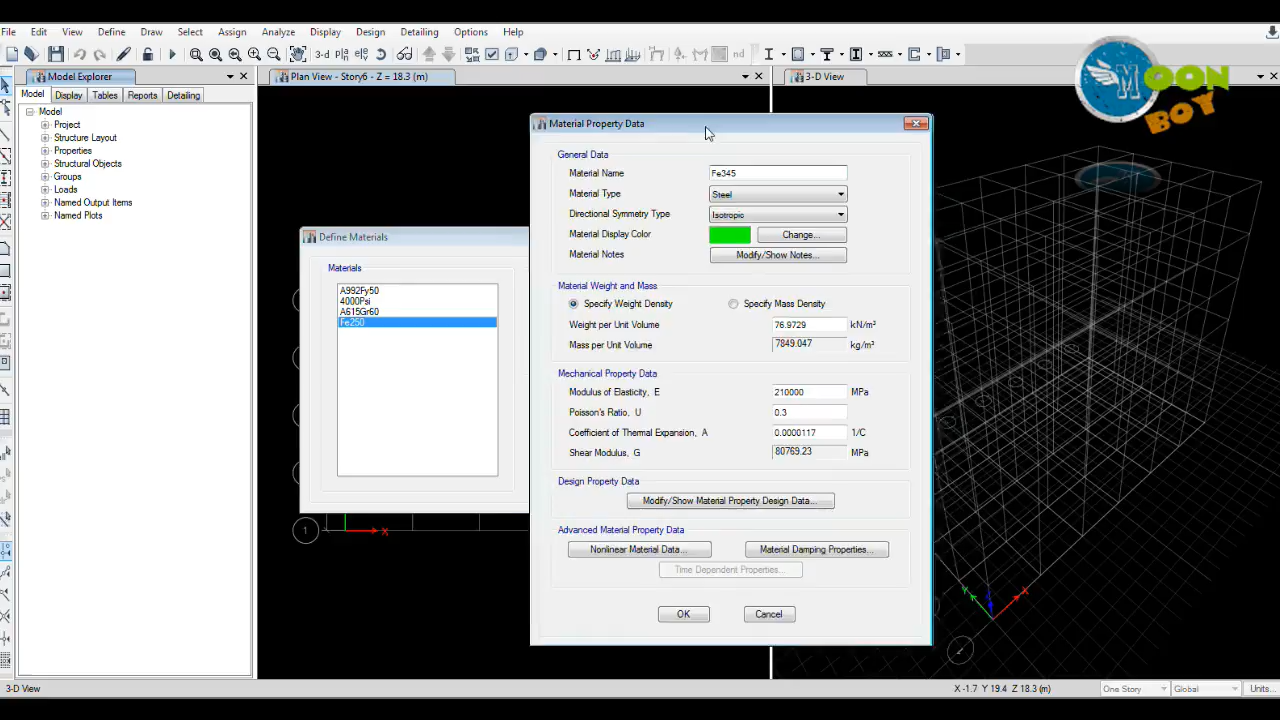 File Edit View Define Draw Select Assign Analyze Display Design Detailing Options Help
3-d nd
Model Explorer
Plan View - Story6 - Z = 18.3 (m)
3-D View
MOON
BOY
Model Display Tables Reports Detailing
Model
Project
Structure Layout
Properties
Structural Objects
Groups
Loads
Named Output Items
Named Plots
Define Materials
Materials
A992Fy50
4000Psi
A615Gr60
Fe250
1
X
Material Property Data
General Data
Material Name Fe345
Material Type Steel
Directional Symmetry Type Isotropic
Material Display Color Change...
Material Notes Modify/Show Notes...
Material Weight and Mass
Specify Weight Density Specify Mass Density
Weight per Unit Volume 76.9729 kN/m³
Mass per Unit Volume 7849.047 kg/m³
Mechanical Property Data
Modulus of Elasticity, E 210000 MPa
Poisson's Ratio, U 0.3
Coefficient of Thermal Expansion, A 0.0000117 1/C
Shear Modulus, G 80769.23 MPa
Design Property Data
Modify/Show Material Property Design Data...
Advanced Material Property Data
Nonlinear Material Data... Material Damping Properties...
Time Dependent Properties...
OK Cancel
Y Z X
3-D View
X -1.7 Y 19.4 Z 18.3 (m) One Story Global Units...